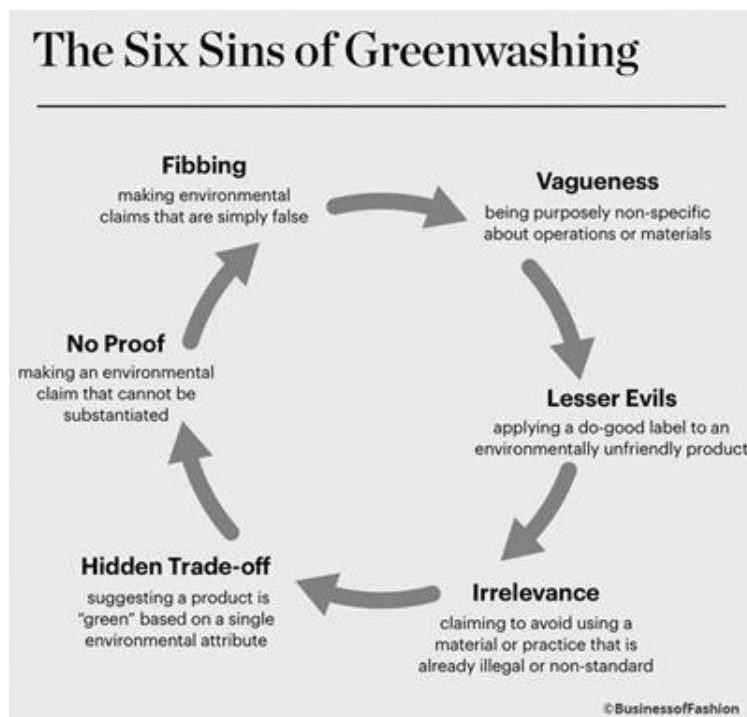 The Six Sins of Greenwashing
Fibbing
making environmental
claims that are simply false
Vagueness
being purposely non-specific
about operations or materials
Lesser Evils
applying a do-good label to an
environmentally unfriendly product
Irrelevance
claiming to avoid using a
material or practice that is
already illegal or non-standard
Hidden Trade-off
suggesting a product is
“green” based on a single
environmental attribute
No Proof
making an environmental
claim that cannot be
substantiated
©BusinessofFashion